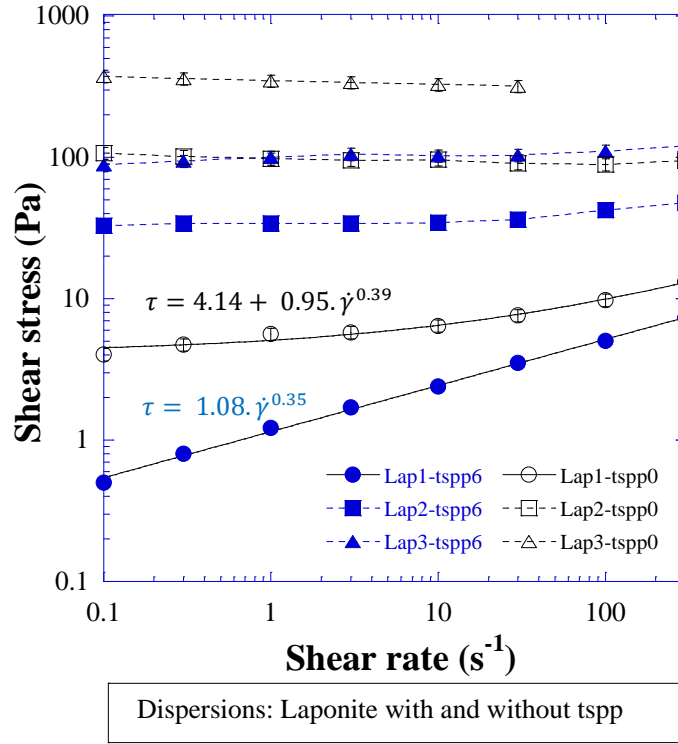 1000
100
10
1
0.1
Shear stress (Pa)
τ = 4.14 + 0.95.γ̇^0.39
τ = 1.08.γ̇^0.35
Lap1-tspp6 Lap1-tspp0
Lap2-tspp6 Lap2-tspp0
Lap3-tspp6 Lap3-tspp0
0.1 1 10 100
Shear rate (s⁻¹)
Dispersions: Laponite with and without tspp